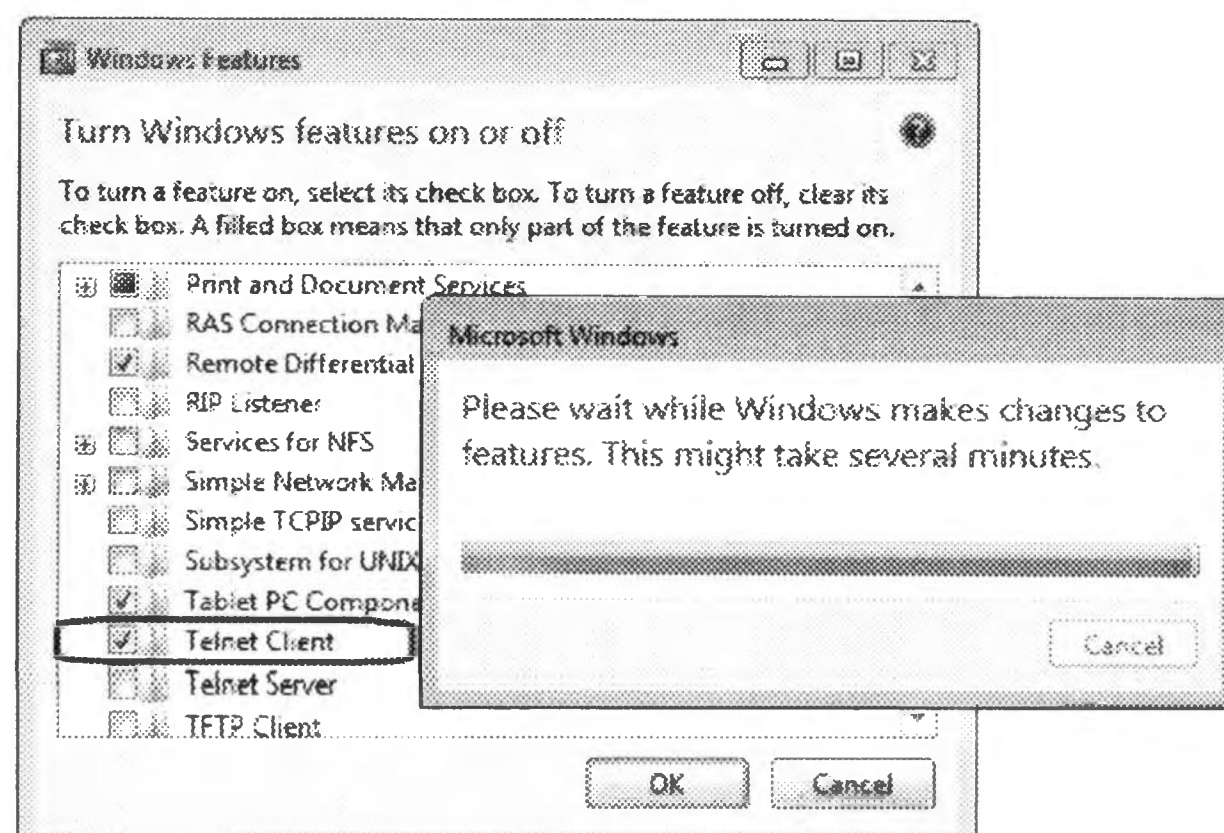 Windows Features
Turn Windows features on or off
To turn a feature on, select its check box. To turn a feature off, clear its
check box. A filled box means that only part of the feature is turned on.
Print and Document Services
RAS Connection Ma
Remote Differential
RIP Listener
Services for NFS
Simple Network Ma
Simple TCPIP servic
Subsystem for UNIX
Tablet PC Compone
Telnet Client
Telnet Server
TFTP Client
OK Cancel
Microsoft Windows
Please wait while Windows makes changes to
features. This might take several minutes.
Cancel